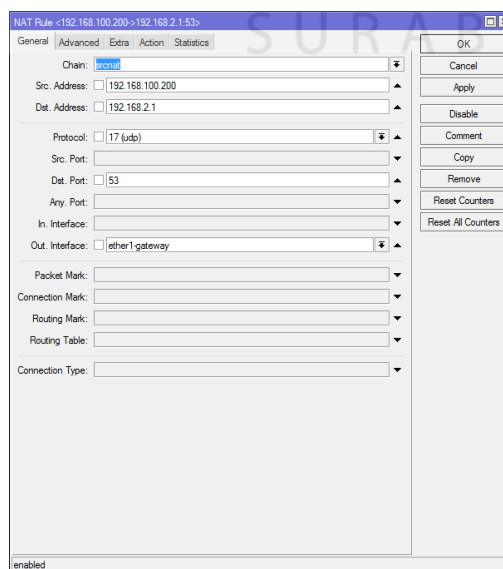 NAT Rule <192.168.100.200->192.168.2.1:53>
SURAB
General Advanced Extra Action Statistics
OK
Chain: srcnat
Cancel
Src. Address: 192.168.100.200
Apply
Dst. Address: 192.168.2.1
Disable
Protocol: 17 (udp)
Comment
Src. Port:
Copy
Dst. Port: 53
Remove
Any. Port:
Reset Counters
In. Interface:
Reset All Counters
Out. Interface: ether1-gateway
Packet Mark:
Connection Mark:
Routing Mark:
Routing Table:
Connection Type:
enabled